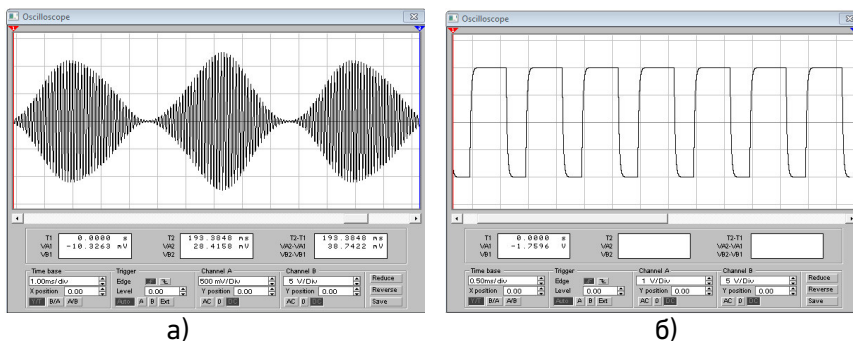 Oscilloscope
1 2
T1 0.0000 s T2 193.3848 ms T2-T1 193.3848 ms
VA1 -10.3263 mV VA2 28.4158 mV VA2-VA1 38.7422 mV
VB1 VB2 VB2-VB1
Time base Trigger Channel A Channel B
1.00ms/div Edge 500 mV/Div 5 V/Div Reduce
X position 0.00 Level 0.00 Y position 0.00 Y position 0.00 Reverse
Y/T B/A A/B Auto A B Ext AC 0 DC AC 0 DC Save
а)
Oscilloscope
T1 0.0000 s T2 T2-T1
VA1 -1.7596 V VA2 VA2-VA1
VB1 VB2 VB2-VB1
Time base Trigger Channel A Channel B
0.50ms/div Edge 1 V/Div 5 V/Div Reduce
X position 0.00 Level 0.00 Y position 0.00 Y position 0.00 Reverse
Y/T B/A A/B Auto A B Ext AC 0 DC AC 0 DC Save
б)